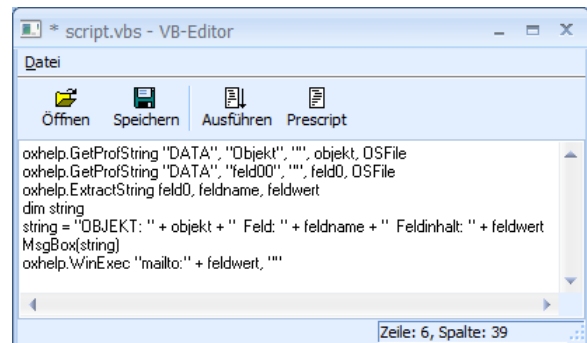 * script.vbs - VB-Editor
Datei
Öffnen Speichern Ausführen Prescript
oxhelp.GetProfString "DATA", "Objekt", "", objekt, OSFile
oxhelp.GetProfString "DATA", "feld00", "", feld0, OSFile
oxhelp.ExtractString feld0, feldname, feldwert
dim string
string = "OBJEKT: " + objekt + "  Feld: " + feldname + "  Feldinhalt: " + feldwert
MsgBox(string)
oxhelp.WinExec "mailto:" + feldwert, ""
Zeile: 6, Spalte: 39